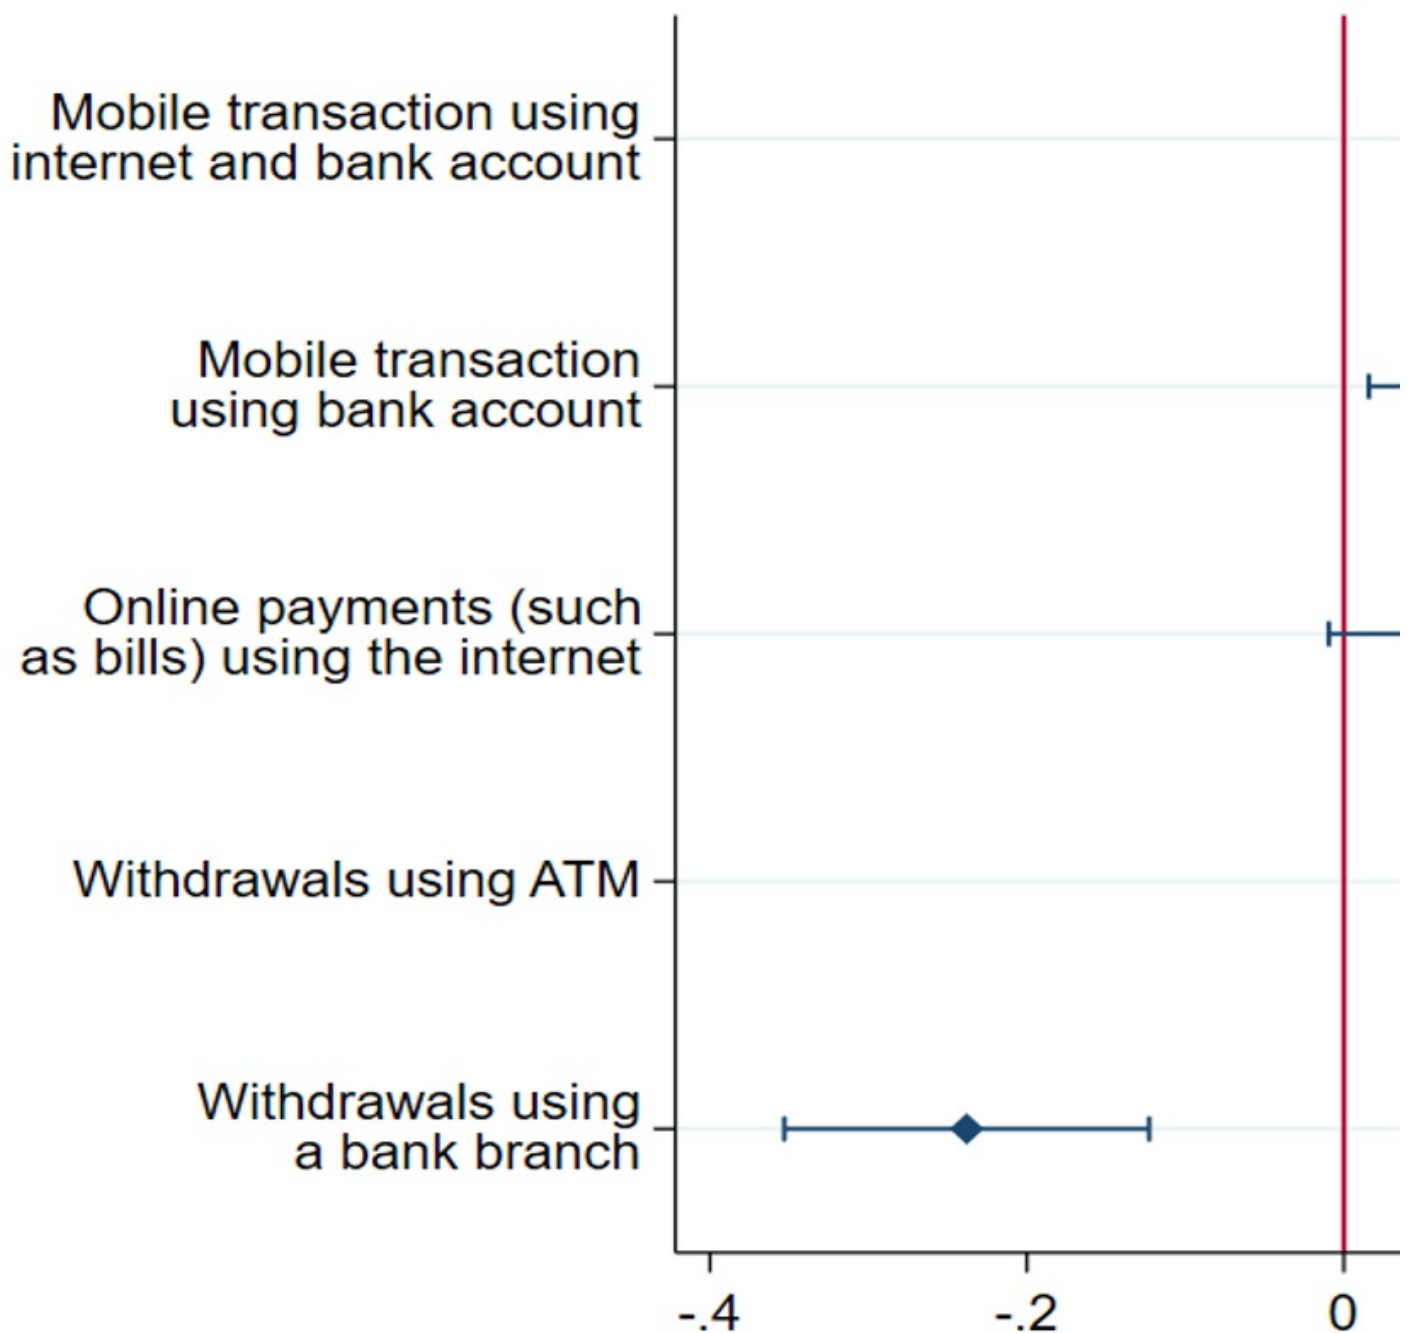 Mobile transaction using
internet and bank account
Mobile transaction
using bank account
Online payments (such
as bills) using the internet
Withdrawals using ATM
Withdrawals using
a bank branch
-.4 -.2 0